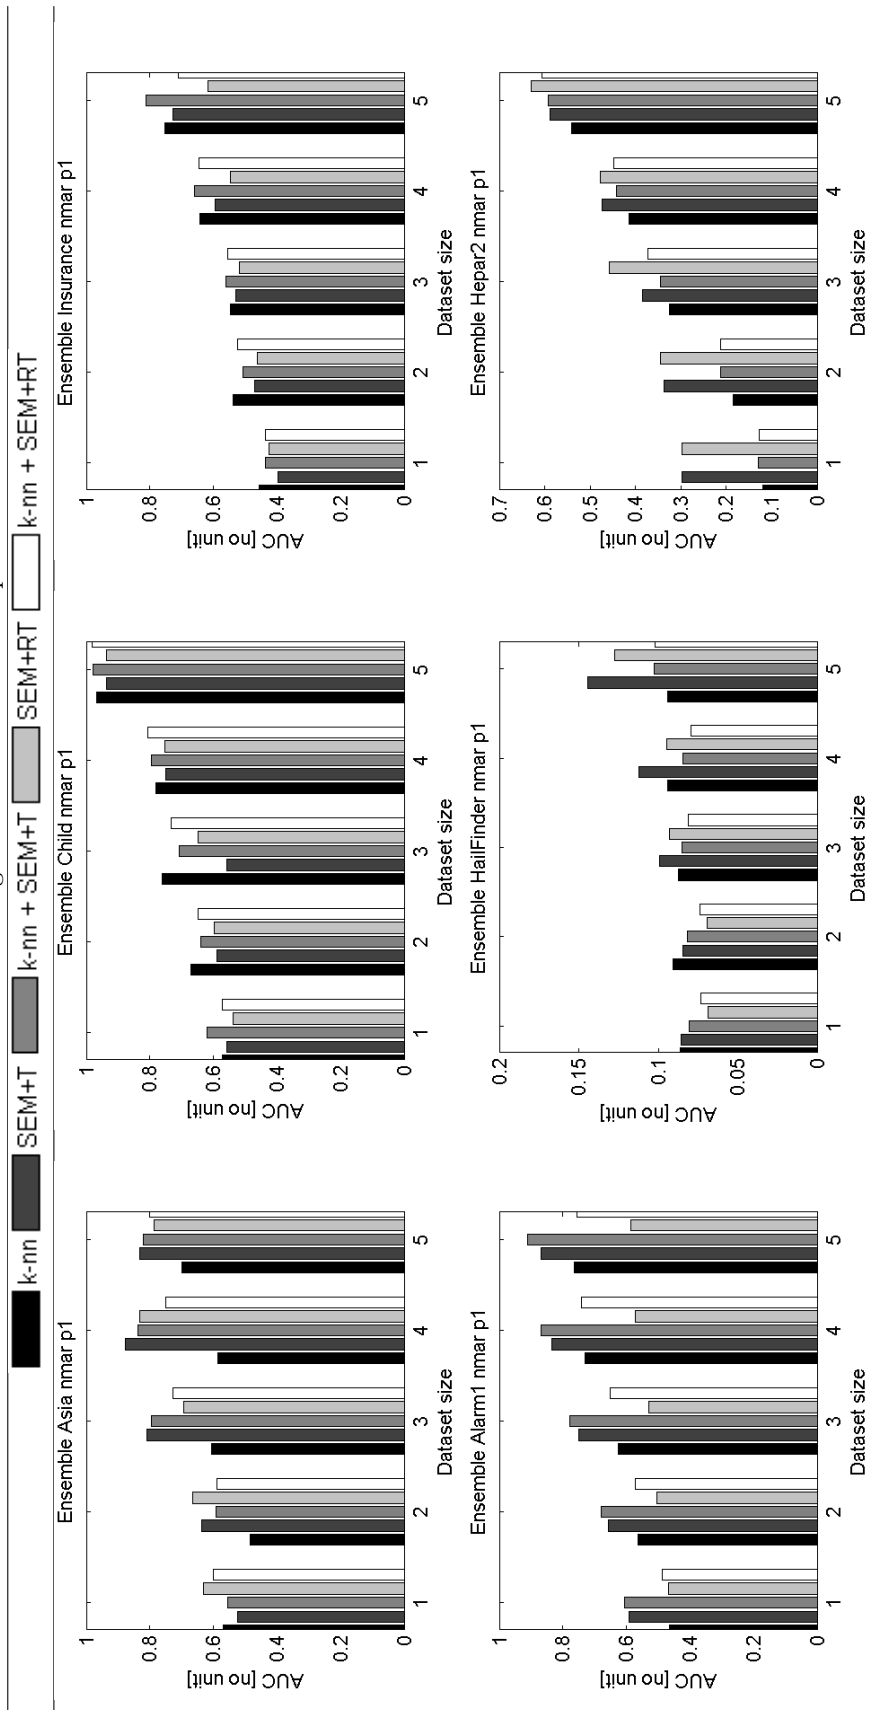 k-nn SEM+T k-nn + SEM+T SEM+RT k-nn + SEM+RT
Ensemble Asia nmar p1
1
0.8
0.6
0.4
0.2
0
AUC [no unit]
1 2 3 4 5
Dataset size
Ensemble Child nmar p1
1
0.8
0.6
0.4
0.2
0
AUC [no unit]
1 2 3 4 5
Dataset size
Ensemble Insurance nmar p1
1
0.8
0.6
0.4
0.2
0
AUC [no unit]
1 2 3 4 5
Dataset size
Ensemble Alarm1 nmar p1
1
0.8
0.6
0.4
0.2
0
AUC [no unit]
1 2 3 4 5
Dataset size
Ensemble HailFinder nmar p1
0.2
0.15
0.1
0.05
0
AUC [no unit]
1 2 3 4 5
Dataset size
Ensemble Hepar2 nmar p1
0.7
0.6
0.5
0.4
0.3
0.2
0.1
0
AUC [no unit]
1 2 3 4 5
Dataset size